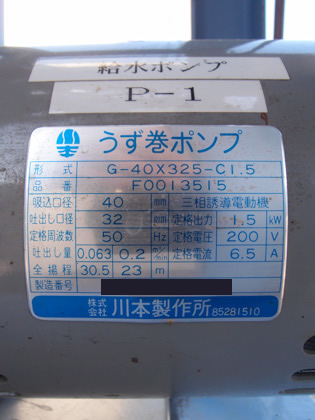 給水ポンプ
P-1
うず巻ポンプ
形式 G-40X325-C1.5
品番 F0013515
吸込口径 40 mm 三相誘導電動機
吐出し口径 32 mm 定格出力 1.5 kW
定格周波数 50 Hz 定格電圧 200 V
吐出し量 0.063 0.2 定格電流 6.5 A
全揚程 30.5 23 m
製造番号
株式会社 川本製作所 85281510